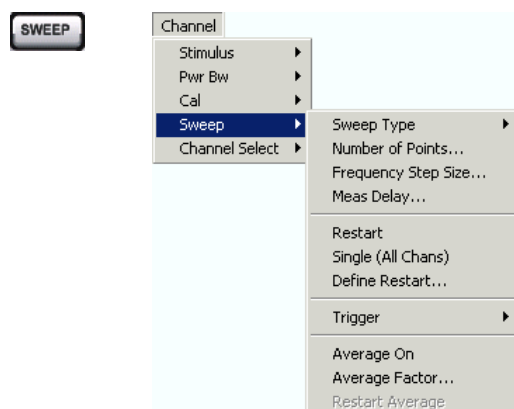 SWEEP
Channel
Stimulus
Pwr Bw
Cal
Sweep
Channel Select
Sweep Type
Number of Points...
Frequency Step Size...
Meas Delay...
Restart
Single (All Chans)
Define Restart...
Trigger
Average On
Average Factor...
Restart Average